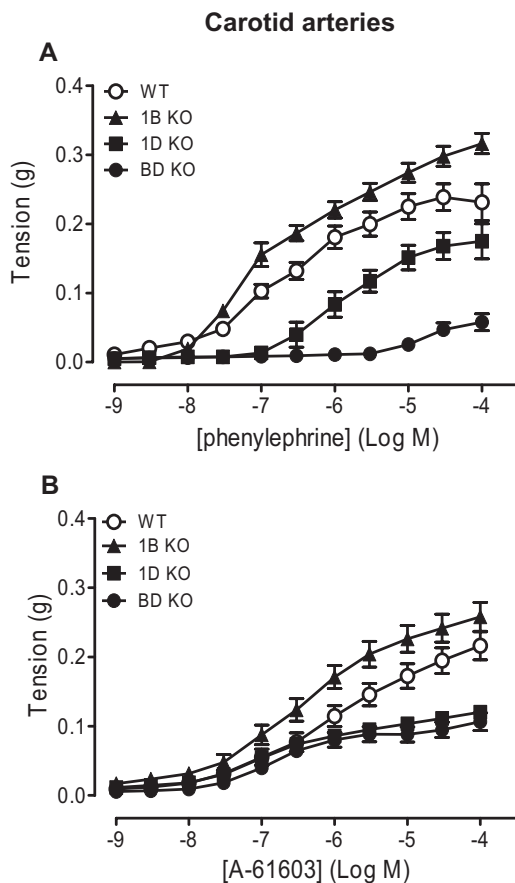 Carotid arteries
A
0.4
WT
1B KO
0.3
1D KO
BD KO
0.2
Tension (g)
0.1
0.0
-9 -8 -7 -6 -5 -4
[phenylephrine] (Log M)
B
0.4
WT
1B KO
0.3
1D KO
BD KO
0.2
Tension (g)
0.1
0.0
-9 -8 -7 -6 -5 -4
[A-61603] (Log M)